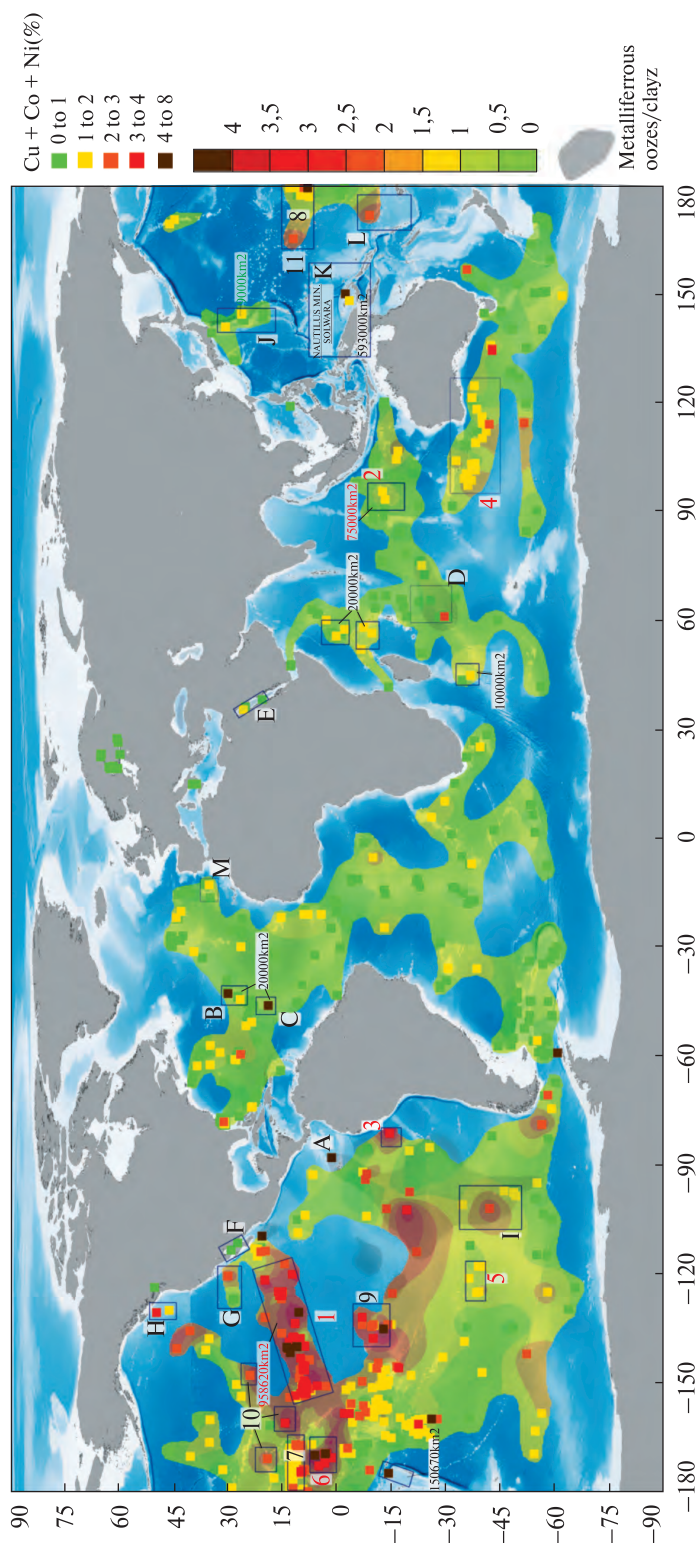 Cu + Co + Ni(%)
0 to 1
1 to 2
2 to 3
3 to 4
4 to 8
4
3,5
3
2,5
2
1,5
1
0,5
0
Metalliferrous
oozes/clayz
90
60
45
30
15
0
−15
−30
−45
−60
−90
−180
−150
−120
−90
−60
−30
0
30
60
90
120
150
180
H
G
F
10
958620km2
1
7
6
9
150670km2
5
I
A
3
B
20000km2
C
M
E
20000km2
10000km2
D
75000km2
2
4
J
000km2
NAUTILUS MIN.
SOLWARA
593000km2
K
11
8
L